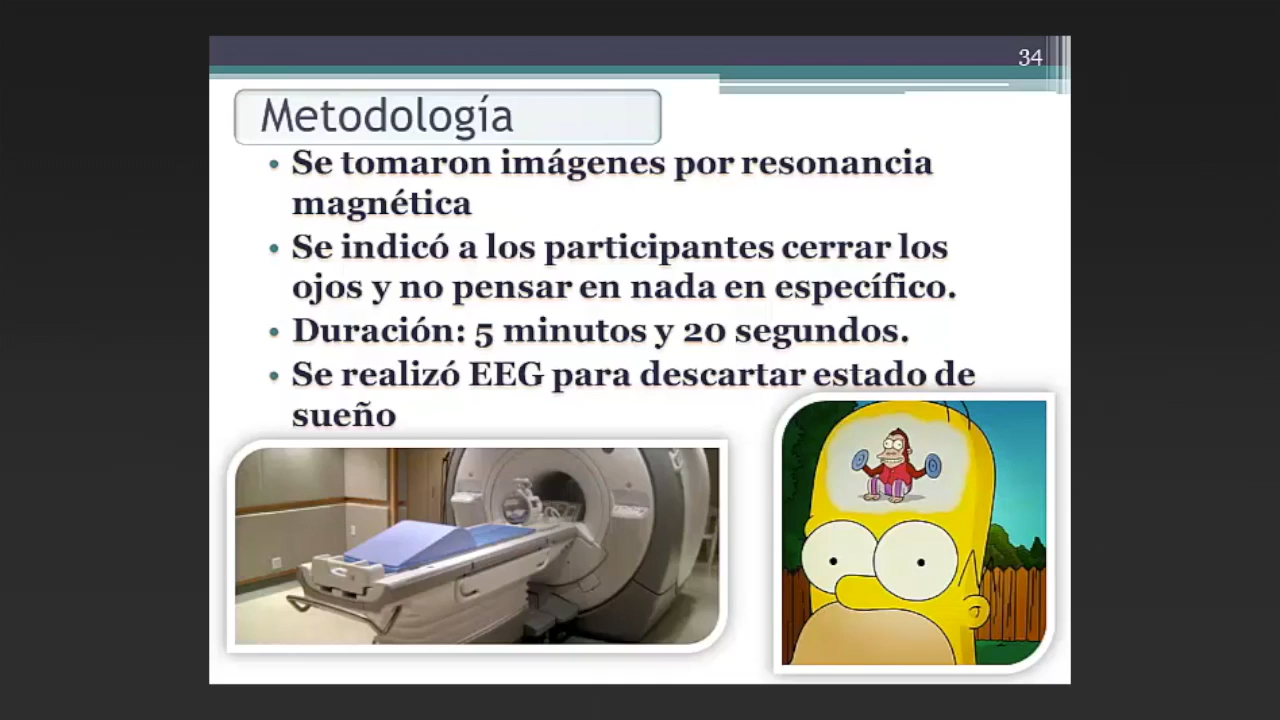 34
Metodología
• Se tomaron imágenes por resonancia
magnética
• Se indicó a los participantes cerrar los
ojos y no pensar en nada en específico.
• Duración: 5 minutos y 20 segundos.
• Se realizó EEG para descartar estado de
sueño